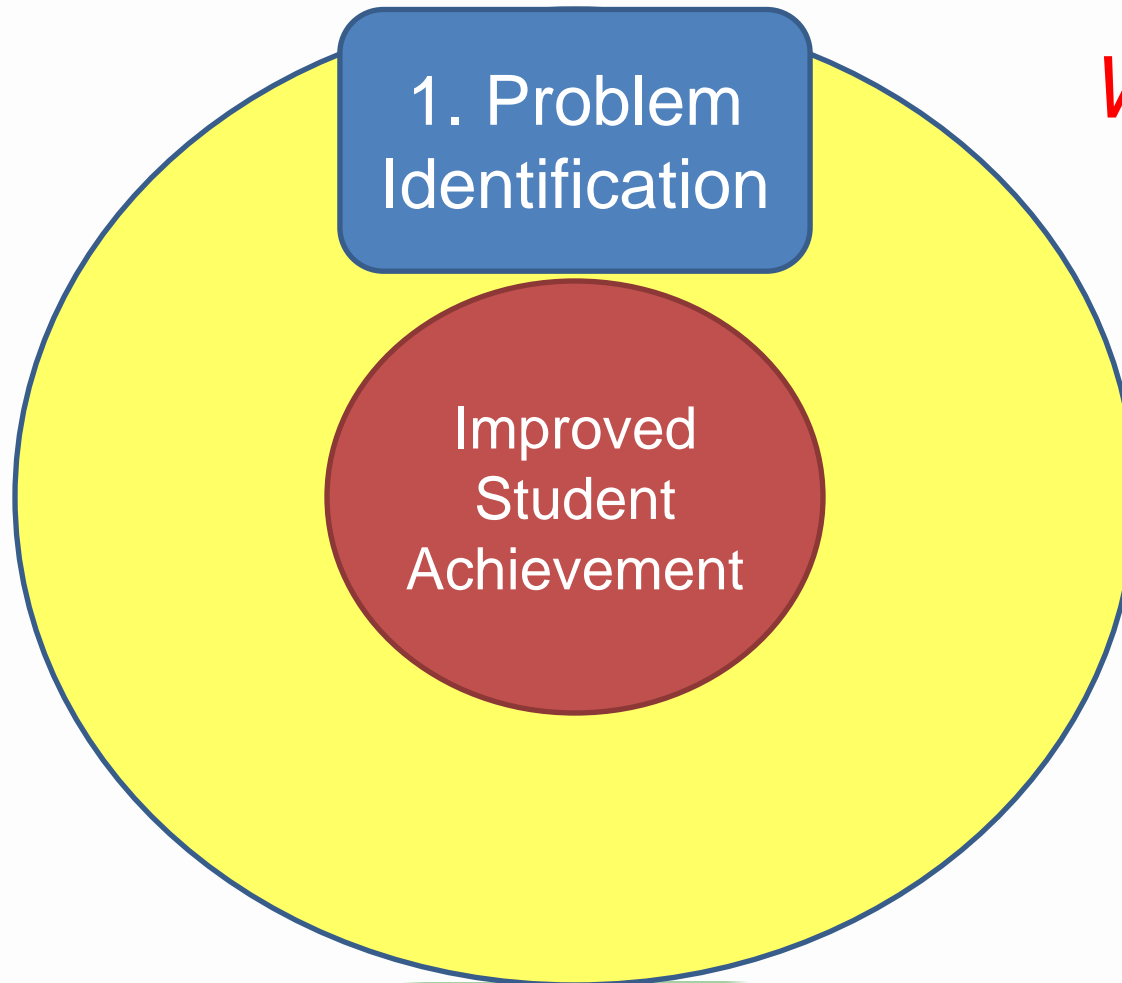 1. Problem
Identification
Improved
Student
Achievement